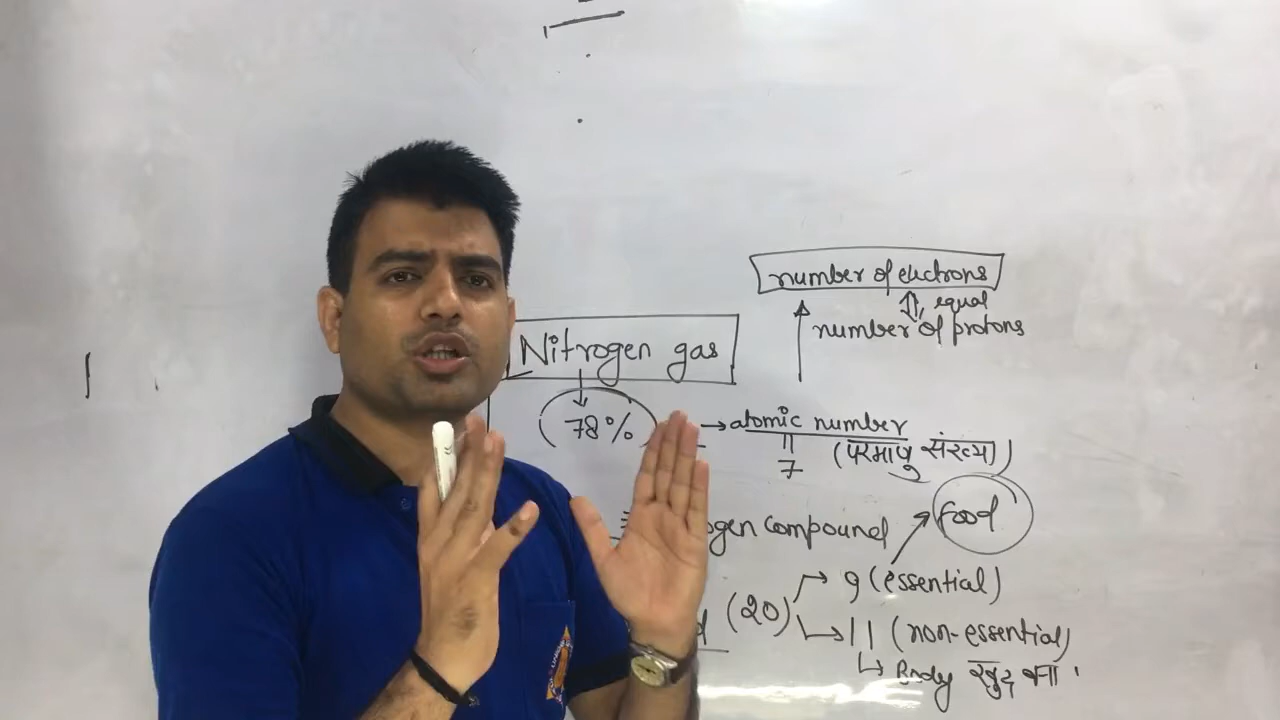 number of electrons
equal
number of protons
Nitrogen gas
78%
atomic number
7
(परमाणु संख्या)
ogen compound
food
(20)
9 (essential)
11 (non-essential)
Body खुद बना